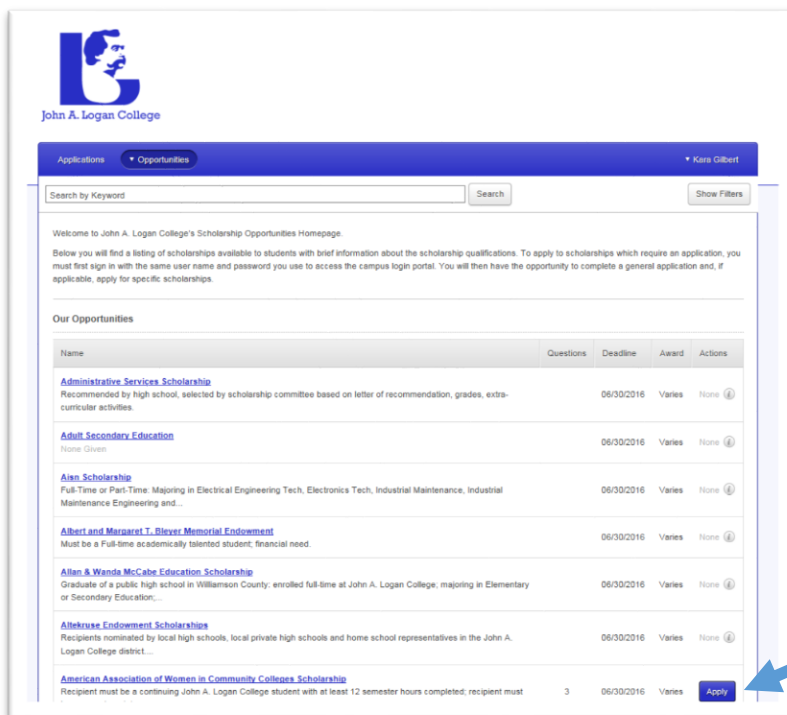 John A. Logan College
Applications ▾ Opportunities ▾ Kara Gilbert
Search by Keyword Search Show Filters
Welcome to John A. Logan College's Scholarship Opportunities Homepage.
Below you will find a listing of scholarships available to students with brief information about the scholarship qualifications. To apply to scholarships which require an application, you
must first sign in with the same user name and password you use to access the campus login portal. You will then have the opportunity to complete a general application and, if
applicable, apply for specific scholarships.
Our Opportunities
Name Questions Deadline Award Actions
Administrative Services Scholarship
Recommended by high school, selected by scholarship committee based on letter of recommendation, grades, extra-
curricular activities.
06/30/2016 Varies None
Adult Secondary Education
None Given
06/30/2016 Varies None
Aisn Scholarship
Full-Time or Part-Time: Majoring in Electrical Engineering Tech, Electronics Tech, Industrial Maintenance, Industrial
Maintenance Engineering and...
06/30/2016 Varies None
Albert and Margaret T. Bleyer Memorial Endowment
Must be a Full-time academically talented student; financial need.
06/30/2016 Varies None
Allan & Wanda McCabe Education Scholarship
Graduate of a public high school in Williamson County: enrolled full-time at John A. Logan College; majoring in Elementary
or Secondary Education;...
06/30/2016 Varies None
Altekruse Endowment Scholarships
Recipients nominated by local high schools, local private high schools and home school representatives in the John A.
Logan College district....
06/30/2016 Varies None
American Association of Women in Community Colleges Scholarship
Recipient must be a continuing John A. Logan College student with at least 12 semester hours completed; recipient must
3 06/30/2016 Varies Apply